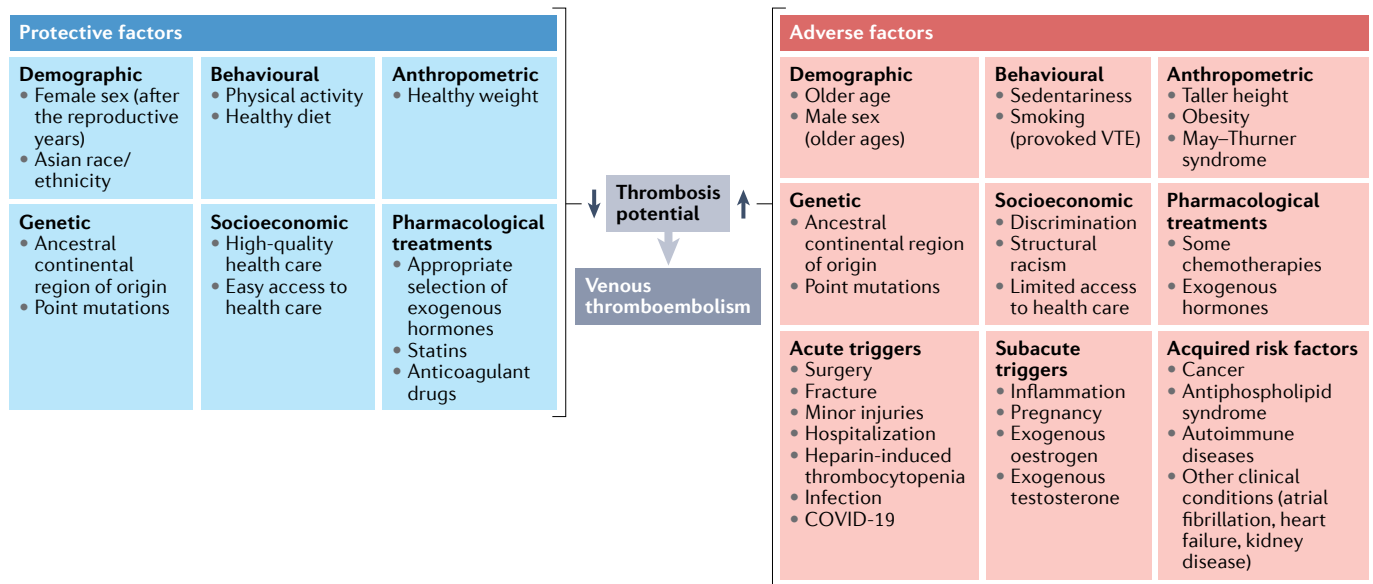 Protective factors
Demographic
• Female sex (after
the reproductive
years)
• Asian race/
ethnicity
Behavioural
• Physical activity
• Healthy diet
Anthropometric
• Healthy weight
Genetic
• Ancestral
continental
region of origin
• Point mutations
Socioeconomic
• High-quality
health care
• Easy access to
health care
Pharmacological
treatments
• Appropriate
selection of
exogenous
hormones
• Statins
• Anticoagulant
drugs
Thrombosis
potential
Venous
thromboembolism
Adverse factors
Demographic
• Older age
• Male sex
(older ages)
Behavioural
• Sedentariness
• Smoking
(provoked VTE)
Anthropometric
• Taller height
• Obesity
• May–Thurner
syndrome
Genetic
• Ancestral
continental region
of origin
• Point mutations
Socioeconomic
• Discrimination
• Structural
racism
• Limited access
to health care
Pharmacological
treatments
• Some
chemotherapies
• Exogenous
hormones
Acute triggers
• Surgery
• Fracture
• Minor injuries
• Hospitalization
• Heparin-induced
thrombocytopenia
• Infection
• COVID-19
Subacute
triggers
• Inflammation
• Pregnancy
• Exogenous
oestrogen
• Exogenous
testosterone
Acquired risk factors
• Cancer
• Antiphospholipid
syndrome
• Autoimmune
diseases
• Other clinical
conditions (atrial
fibrillation, heart
failure, kidney
disease)